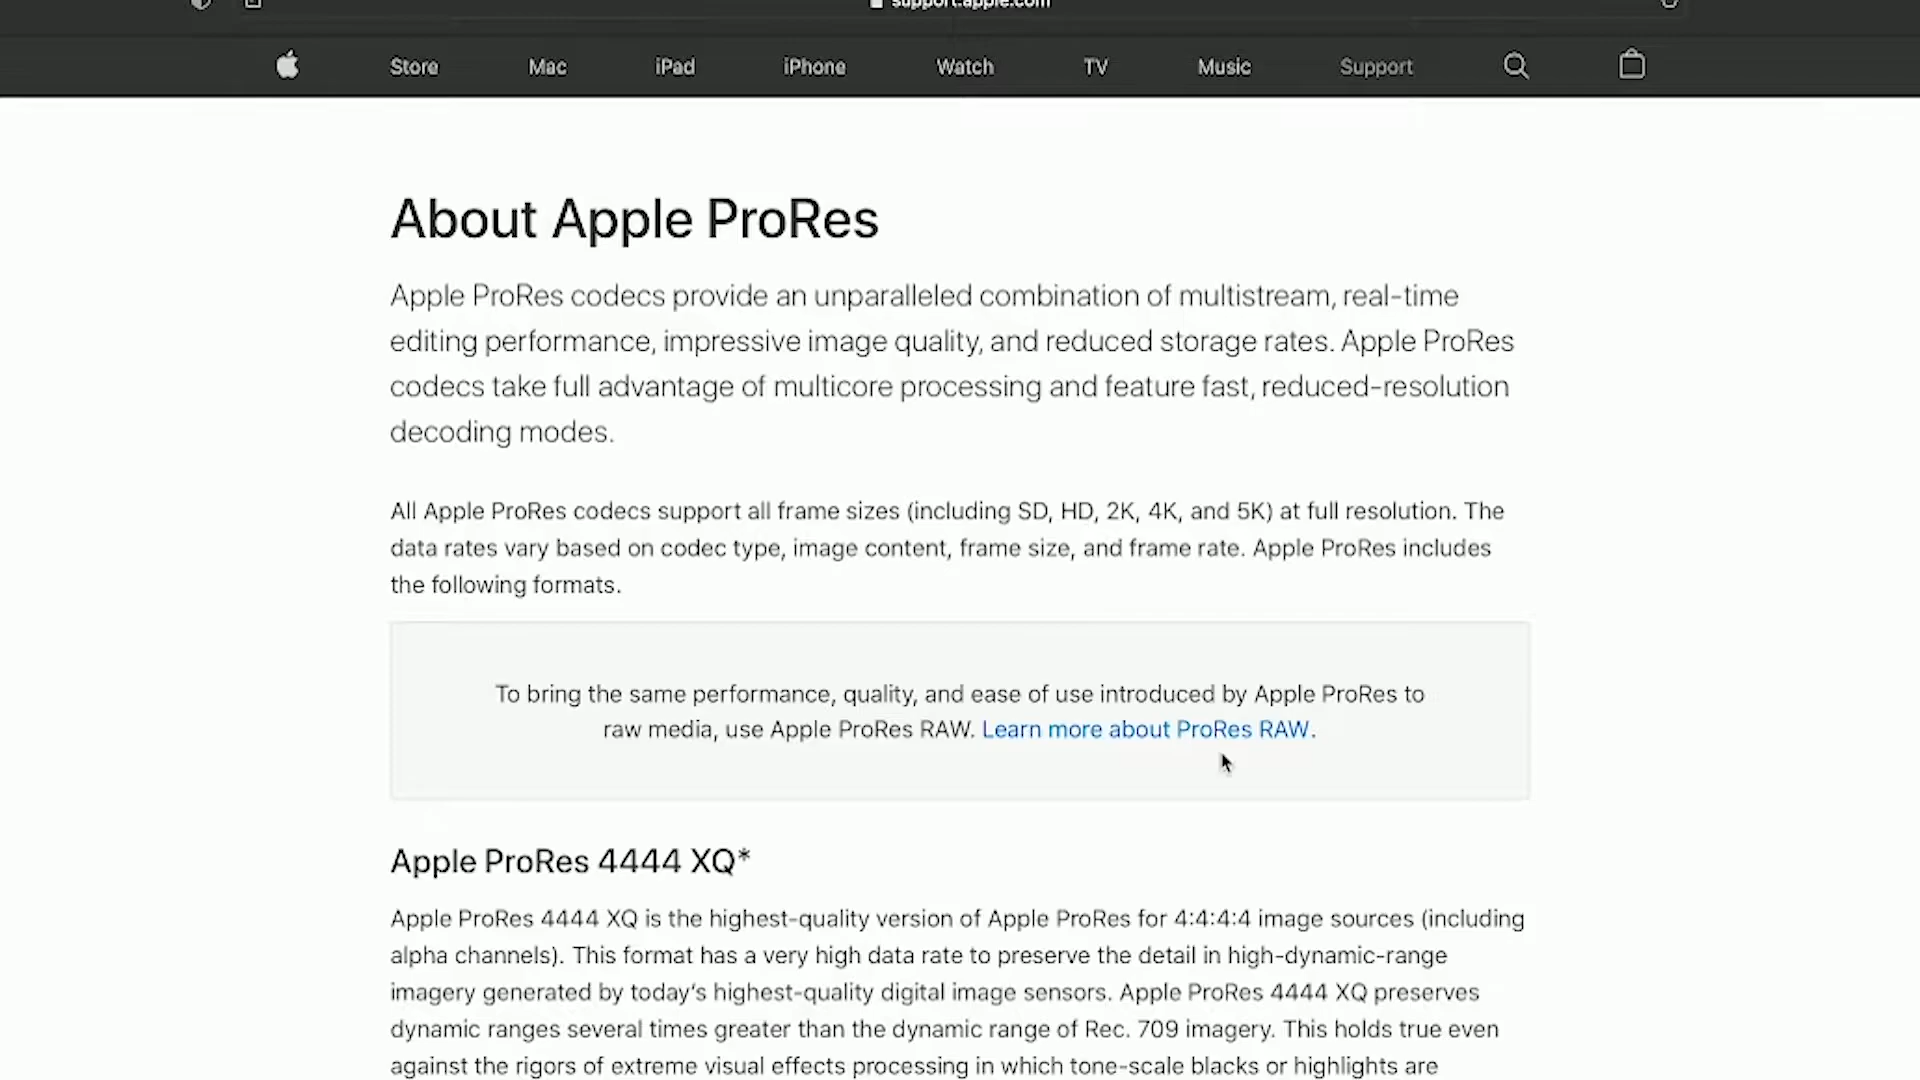 support.apple.com
Store Mac iPad iPhone Watch TV Music Support
About Apple ProRes
Apple ProRes codecs provide an unparalleled combination of multistream, real-time
editing performance, impressive image quality, and reduced storage rates. Apple ProRes
codecs take full advantage of multicore processing and feature fast, reduced-resolution
decoding modes.
All Apple ProRes codecs support all frame sizes (including SD, HD, 2K, 4K, and 5K) at full resolution. The
data rates vary based on codec type, image content, frame size, and frame rate. Apple ProRes includes
the following formats.
To bring the same performance, quality, and ease of use introduced by Apple ProRes to
raw media, use Apple ProRes RAW. Learn more about ProRes RAW.
Apple ProRes 4444 XQ*
Apple ProRes 4444 XQ is the highest-quality version of Apple ProRes for 4:4:4:4 image sources (including
alpha channels). This format has a very high data rate to preserve the detail in high-dynamic-range
imagery generated by today's highest-quality digital image sensors. Apple ProRes 4444 XQ preserves
dynamic ranges several times greater than the dynamic range of Rec. 709 imagery. This holds true even
against the rigors of extreme visual effects processing in which tone-scale blacks or highlights are